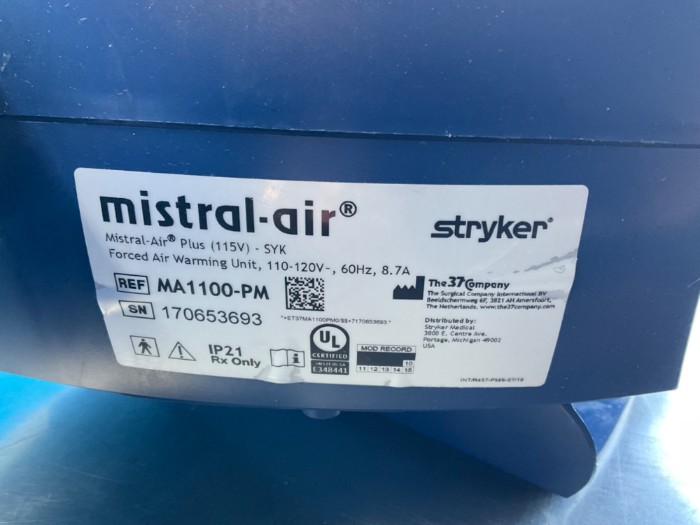 mistral-air®
stryker®
Mistral-Air® Plus (115V) - SYK
Forced Air Warming Unit, 110-120V~, 60Hz, 8.7A
REF MA1100-PM
SN 170653693
The 37Company
The Surgical Company International BV
Beeldschermweg 6F, 3821 AH Amersfoort,
The Netherlands, www.the37company.com
Distributed by:
Stryker Medical
3800 E. Centre Ave.
Portage, Michigan 49002
USA
IP21
Rx Only
UL
CERTIFIED
E348441
MOD RECORD
10
11 12 13 14 15